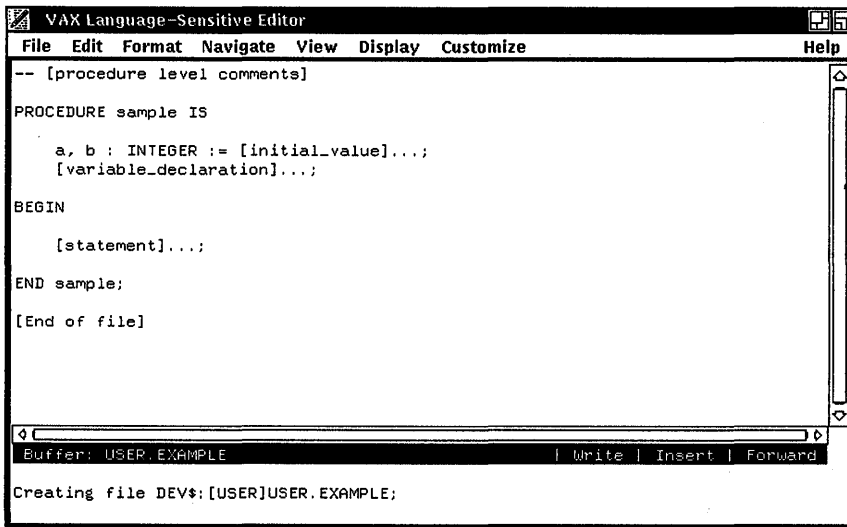 VAX Language-Sensitive Editor
File Edit Format Navigate View Display Customize Help
-- [procedure level comments]
PROCEDURE sample IS
a, b : INTEGER := [initial_value]...;
[variable_declaration]...;
BEGIN
[statement]...;
END sample;
[End of file]
Buffer: USER.EXAMPLE | Write | Insert | Forward
Creating file DEV$:[USER]USER.EXAMPLE;